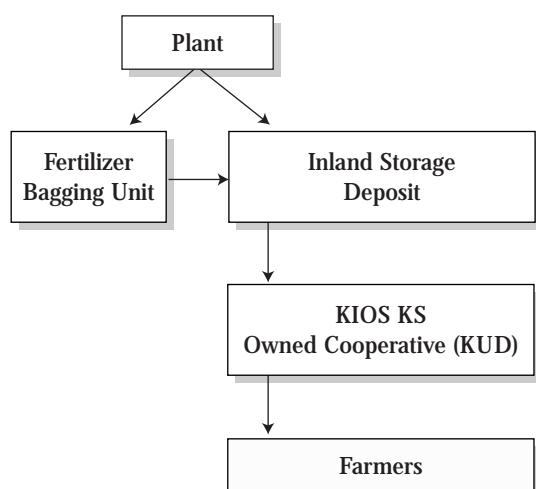 Plant
Fertilizer
Bagging Unit
Inland Storage
Deposit
KIOS KS
Owned Cooperative (KUD)
Farmers